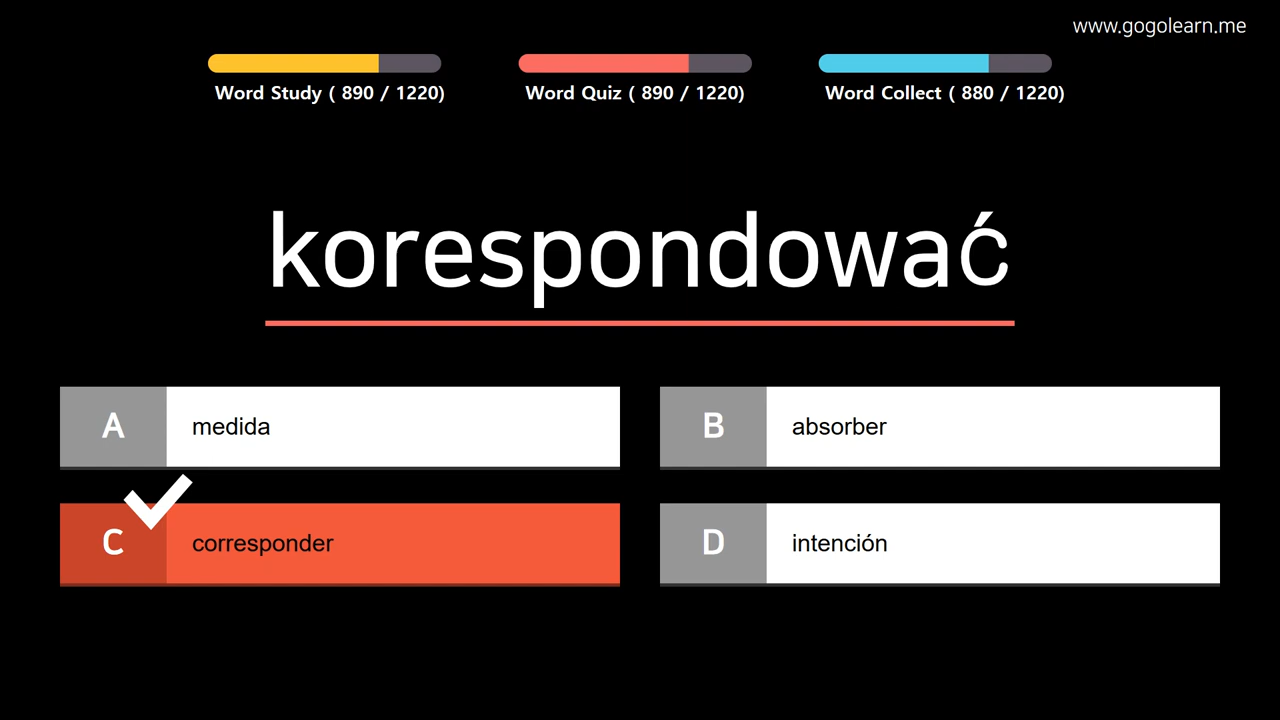 www.gogolearn.me
Word Study ( 890 / 1220)
Word Quiz ( 890 / 1220)
Word Collect ( 880 / 1220)
korespondować
A medida
B absorber
C corresponder
D intención